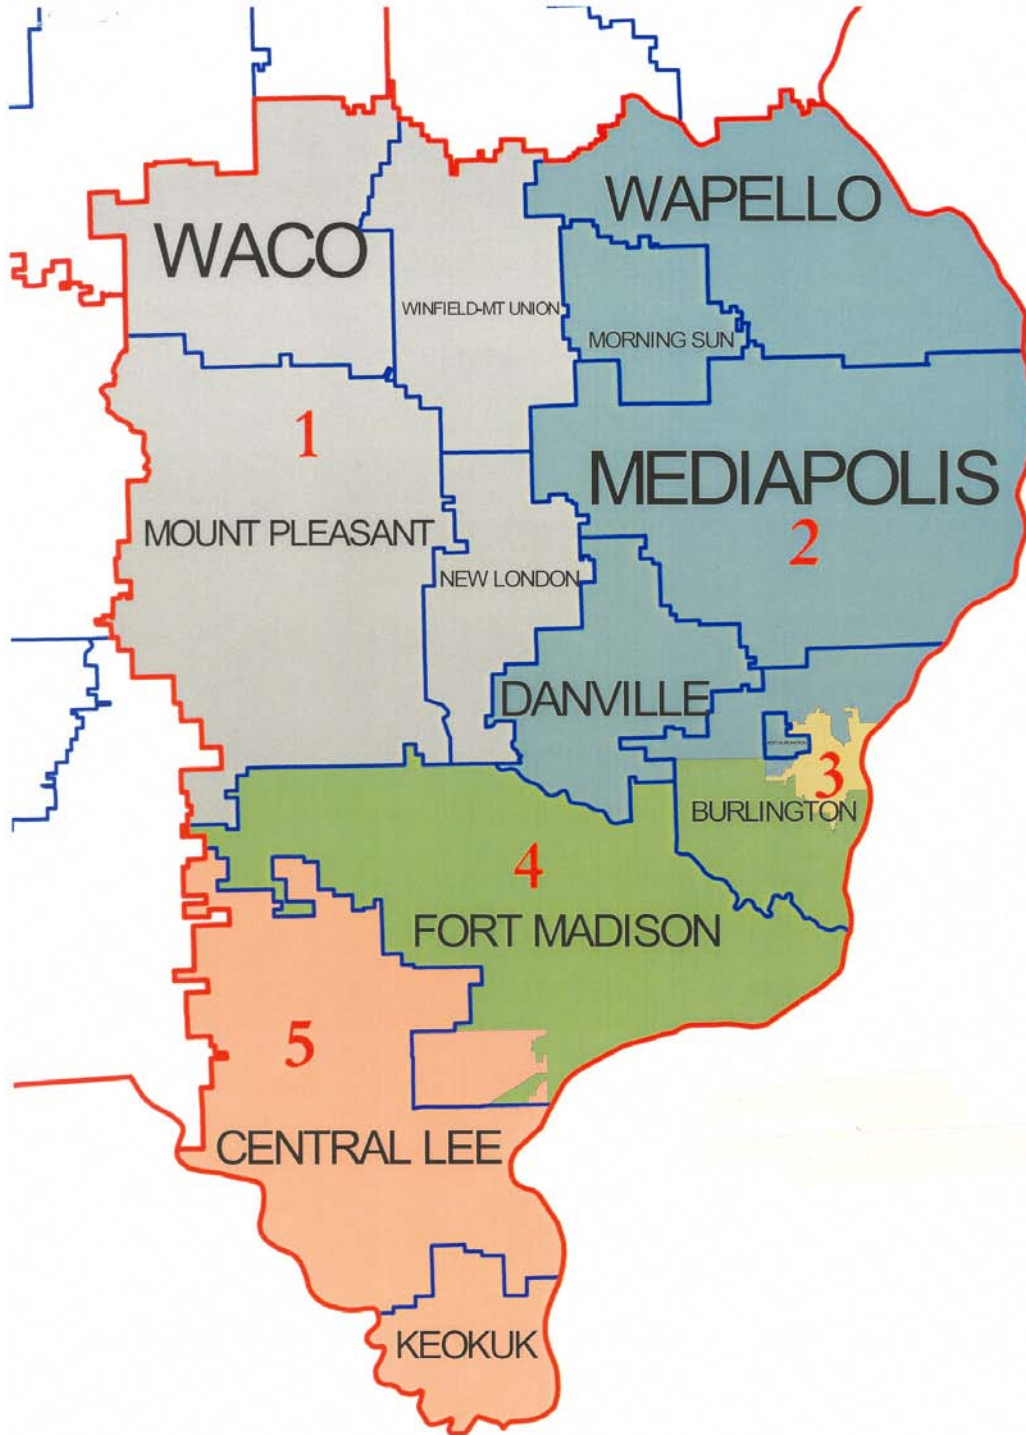 WAPELLO
WACO
WINFIELD-MT UNION
MORNING SUN
1
MEDIAPOLIS
MOUNT PLEASANT
2
NEW LONDON
DANVILLE
3
BURLINGTON
4
FORT MADISON
5
CENTRAL LEE
KEOKUK